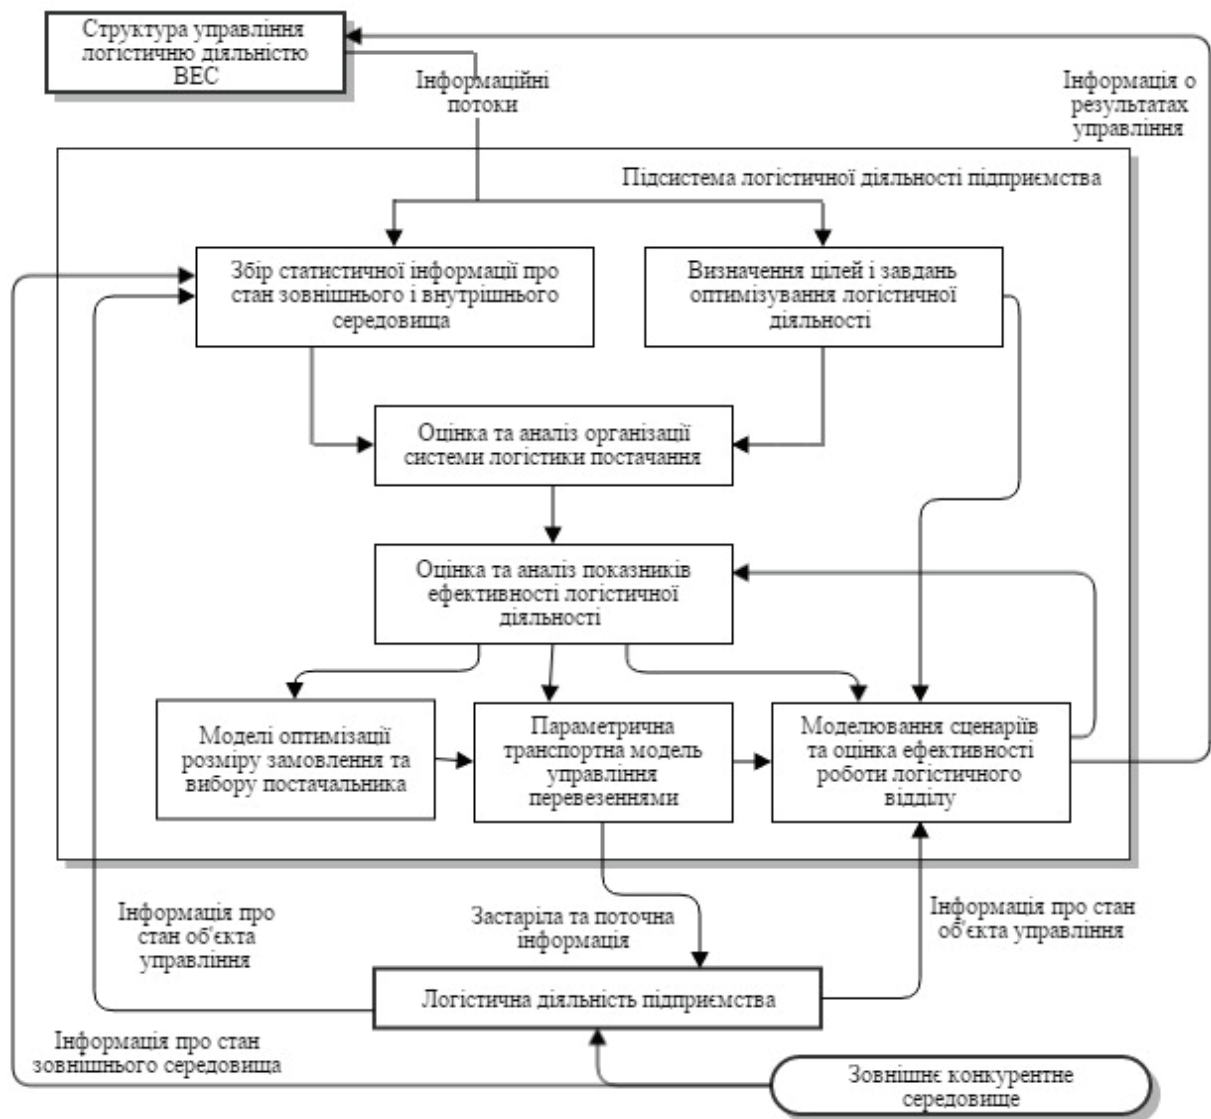 Структура управління
логістичню діяльністю
ВЕС
Інформаційні
потоки
Інформація о
результатах
управління
Підсистема логістичної діяльності підприємства
Збір статистичної інформації про
стан зовнішнього і внутрішнього
середовища
Визначення цілей і завдань
оптимізування логістичної
діяльності
Оцінка та аналіз організації
системи логістики постачання
Оцінка та аналіз показників
ефективності логістичної
діяльності
Моделі оптимізації
розміру замовлення та
вибору постачальника
Параметрична
транспортна модель
управління
перевезеннями
Моделювання сценаріїв
та оцінка ефективності
роботи логістичного
відділу
Інформація про
стан об'єкта
управління
Застаріла та поточна
інформація
Інформація про стан
об'єкта управління
Логістична діяльність підприємства
Інформація про стан
зовнішнього середовища
Зовнішнє конкурентне
середовище